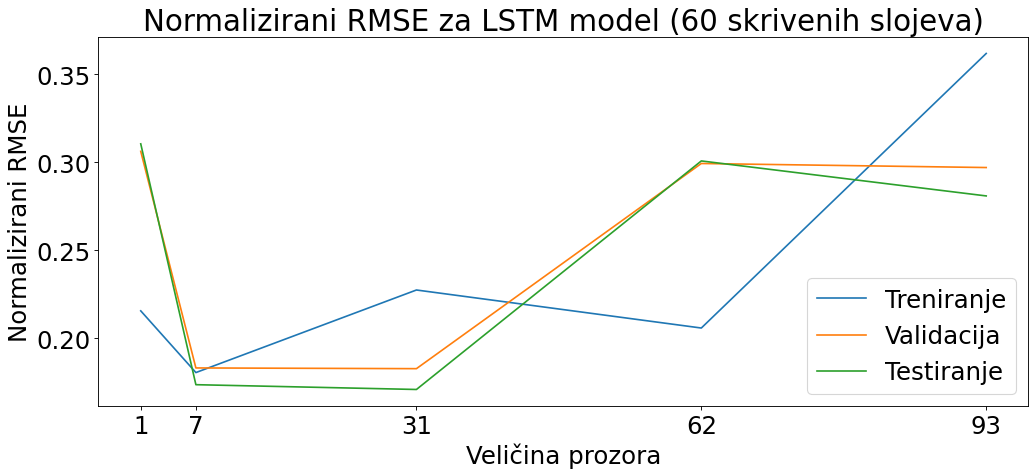 Normalizirani RMSE za LSTM model (60 skrivenih slojeva)
Normalizirani RMSE
0.35
0.30
0.25
0.20
Treniranje
Validacija
Testiranje
1 7 31 62 93
Veličina prozora